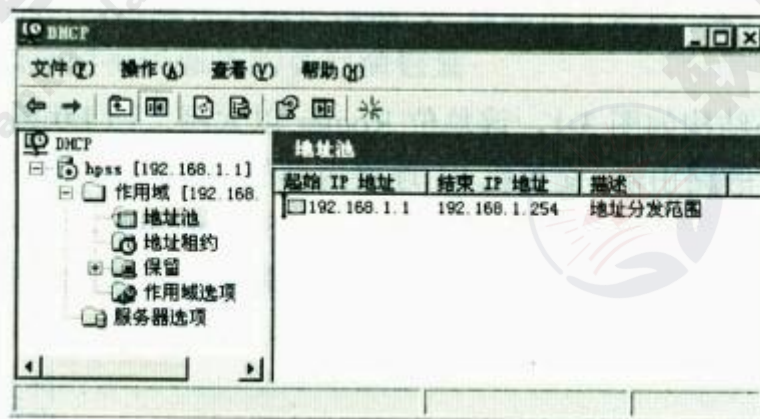 DHCP
文件(F) 操作(A) 查看(V) 帮助(H)
DHCP
hpss [192.168.1.1]
作用域 [192.168.
地址池
地址租约
保留
作用域选项
服务器选项
地址池
起始 IP 地址 结束 IP 地址 描述
192.168.1.1 192.168.1.254 地址分发范围